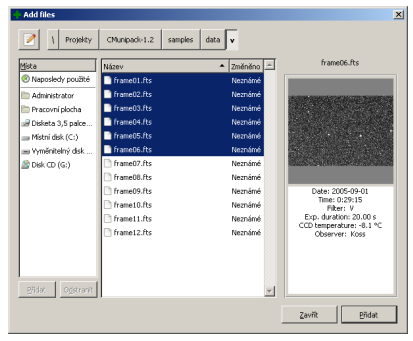 Add files
\ Projekty CMunipack-1.2 samples data v
Místa
Naposledy použité
Administrator
Pracovní plocha
Disketa 3,5 palce...
Místní disk (C:)
Vyměnitelný disk ...
Disk CD (G:)
Přidat Odstranit
Název Změněno
frame01.fts Neznámé
frame02.fts Neznámé
frame03.fts Neznámé
frame04.fts Neznámé
frame05.fts Neznámé
frame06.fts Neznámé
frame07.fts Neznámé
frame08.fts Neznámé
frame09.fts Neznámé
frame10.fts Neznámé
frame11.fts Neznámé
frame12.fts Neznámé
frame06.fts
Date: 2005-09-01
Time: 0:29:15
Filter: V
Exp. duration: 20.00 s
CCD temperature: -8.1 °C
Observer: Koss
Zavřít Přidat